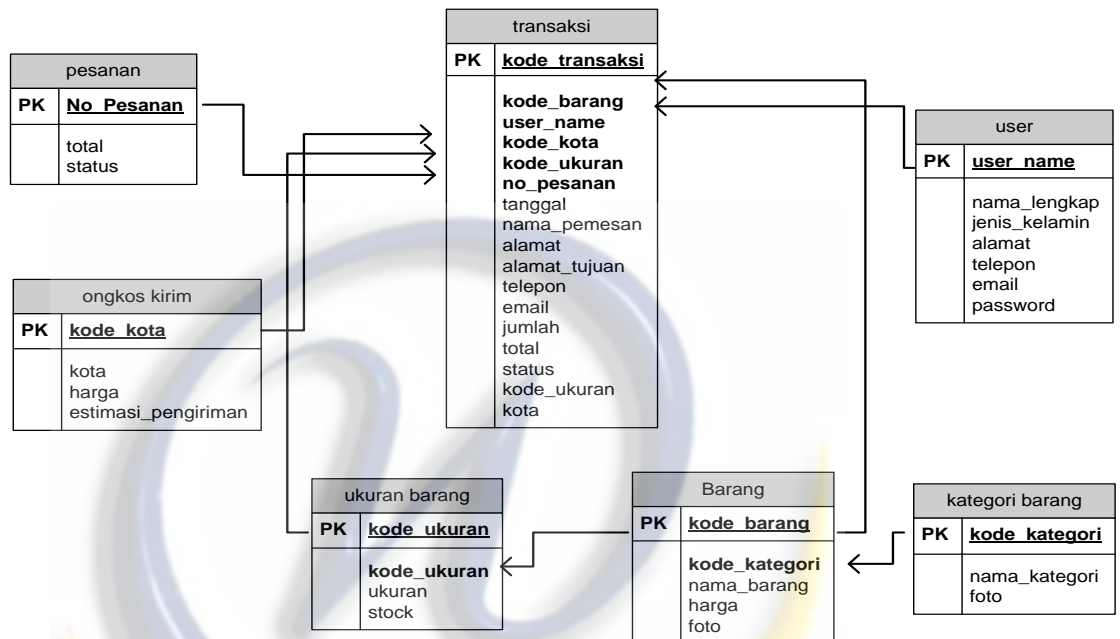 transaksi
PK kode_transaksi
kode_barang
user_name
kode_kota
kode_ukuran
no_pesanan
tanggal
nama_pemesan
alamat
alamat_tujuan
telepon
email
jumlah
total
status
kode_ukuran
kota
pesanan
PK No_Pesanan
total
status
user
PK user_name
nama_lengkap
jenis_kelamin
alamat
telepon
email
password
ongkos kirim
PK kode_kota
kota
harga
estimasi_pengiriman
ukuran barang
PK kode_ukuran
kode_ukuran
ukuran
stock
Barang
PK kode_barang
kode_kategori
nama_barang
harga
foto
kategori barang
PK kode_kategori
nama_kategori
foto